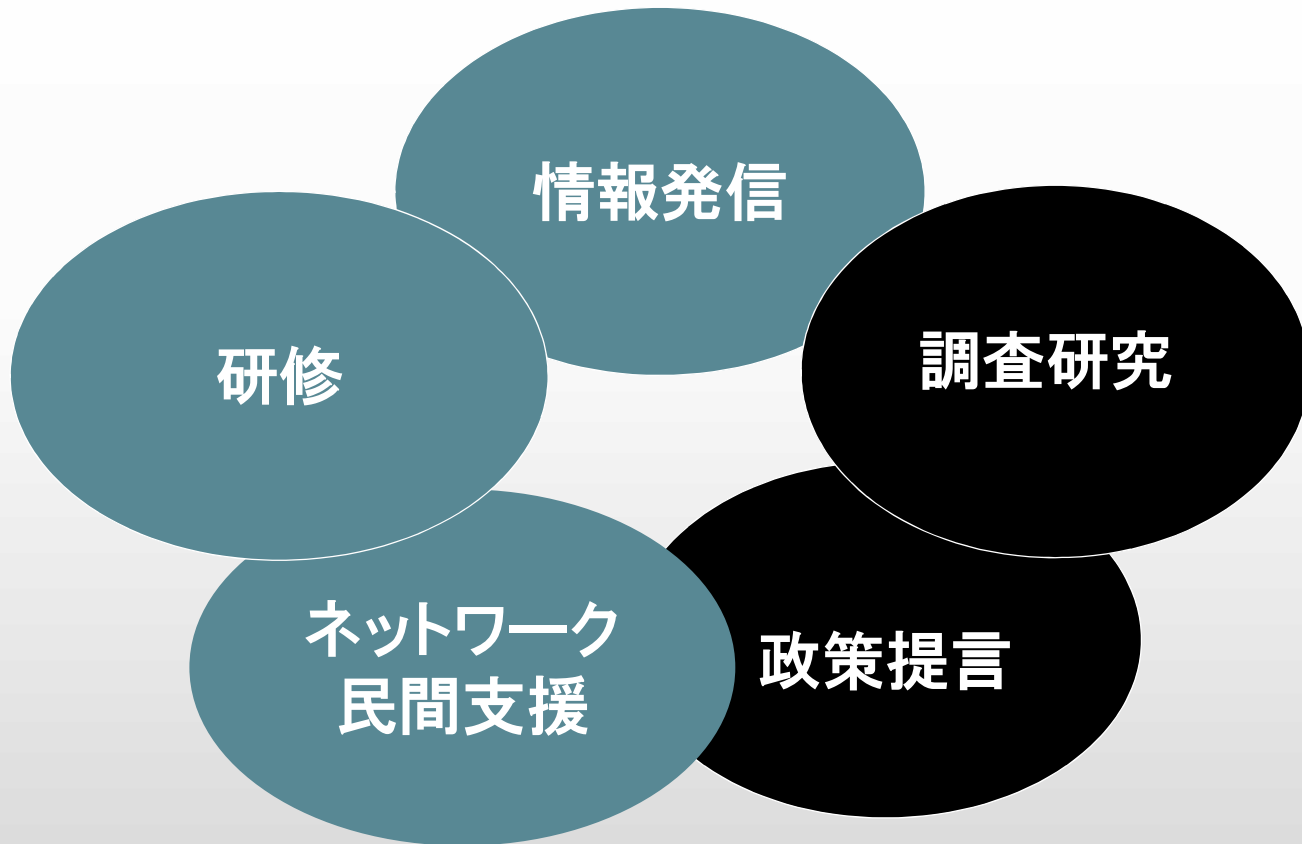 情報発信
研修
調査研究
ネットワーク
民間支援
政策提言